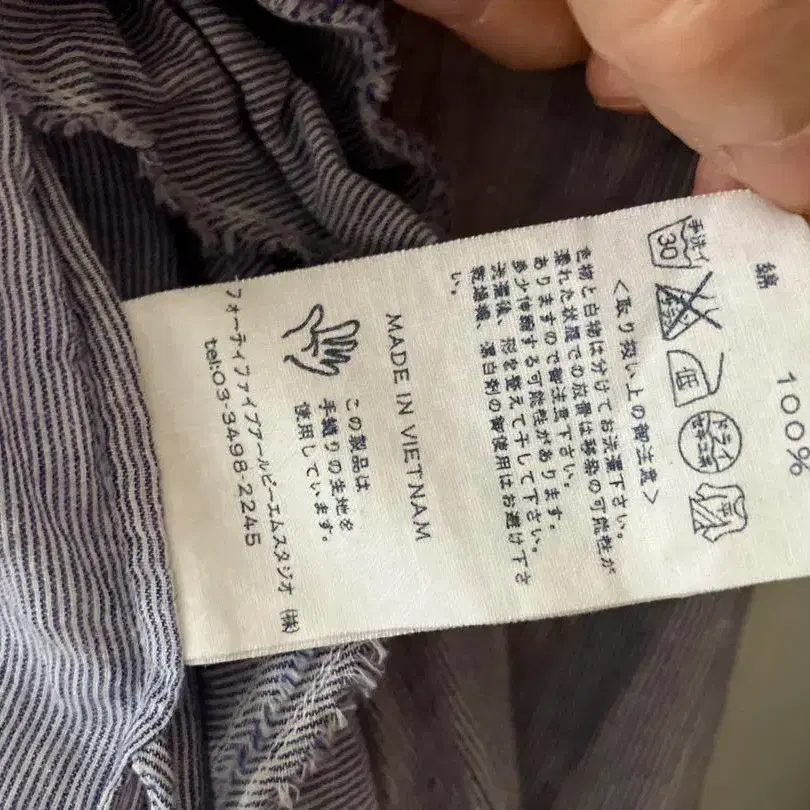 綿 100%
手洗イ
30
エンソサラシ
低
ドライ
セキユ系
<取り扱い上の御注意>
色物と白物は分けてお洗濯下さい。
濡れた状態での放置は移染の可能性が
ありますので御注意下さい。
多少伸縮する可能性があります。
洗濯後、形を整えて干して下さい。
乾燥機、漂白剤の御使用はお避け下さ
い。
MADE IN VIETNAM
この製品は
手織りの生地を
使用しています。
フォーティファイブアールピーエムスタジオ (株)
tel:03-3498-2245